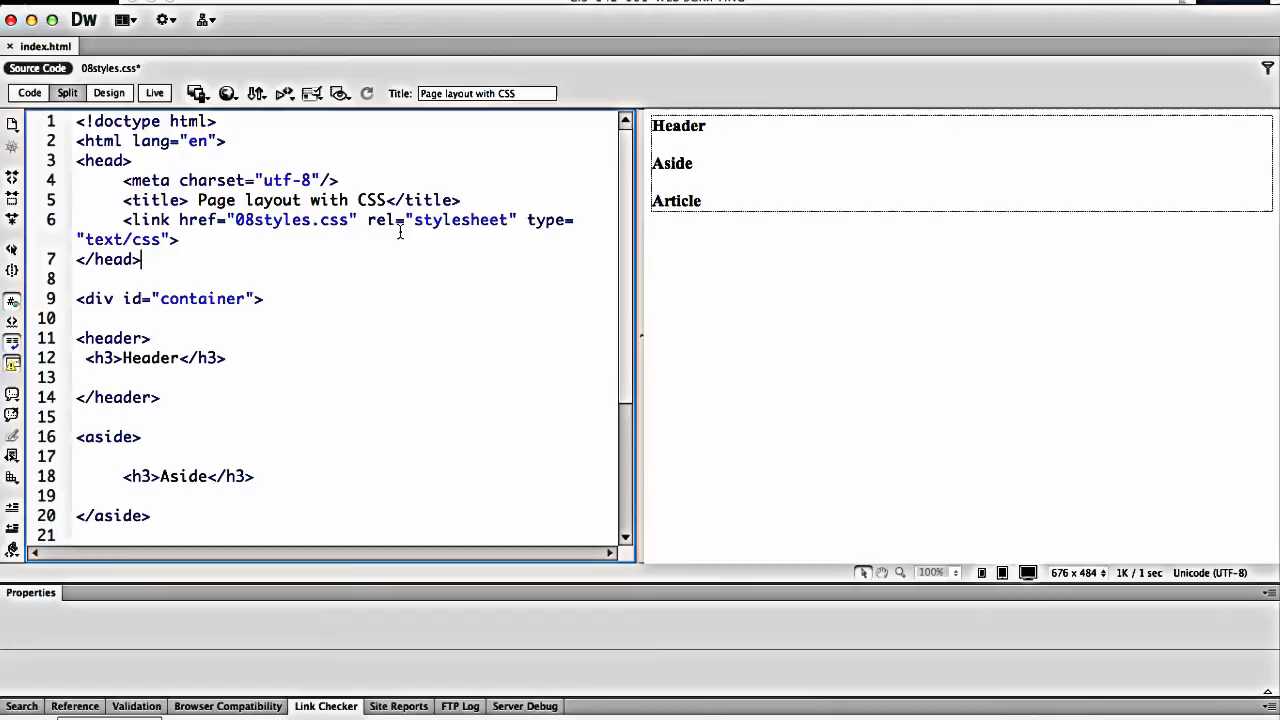 Dw
× index.html
Source Code 08styles.css*
Code Split Design Live Title: Page layout with CSS
1 <!doctype html>
2 <html lang="en">
3 <head>
4 <meta charset="utf-8"/>
5 <title> Page layout with CSS</title>
6 <link href="08styles.css" rel="stylesheet" type=
"text/css">
7 </head>
8
9 <div id="container">
10
11 <header>
12 <h3>Header</h3>
13
14 </header>
15
16 <aside>
17
18 <h3>Aside</h3>
19
20 </aside>
21
Header
Aside
Article
100% 676 x 484 1K / 1 sec Unicode (UTF-8)
Properties
Search Reference Validation Browser Compatibility Link Checker Site Reports FTP Log Server Debug